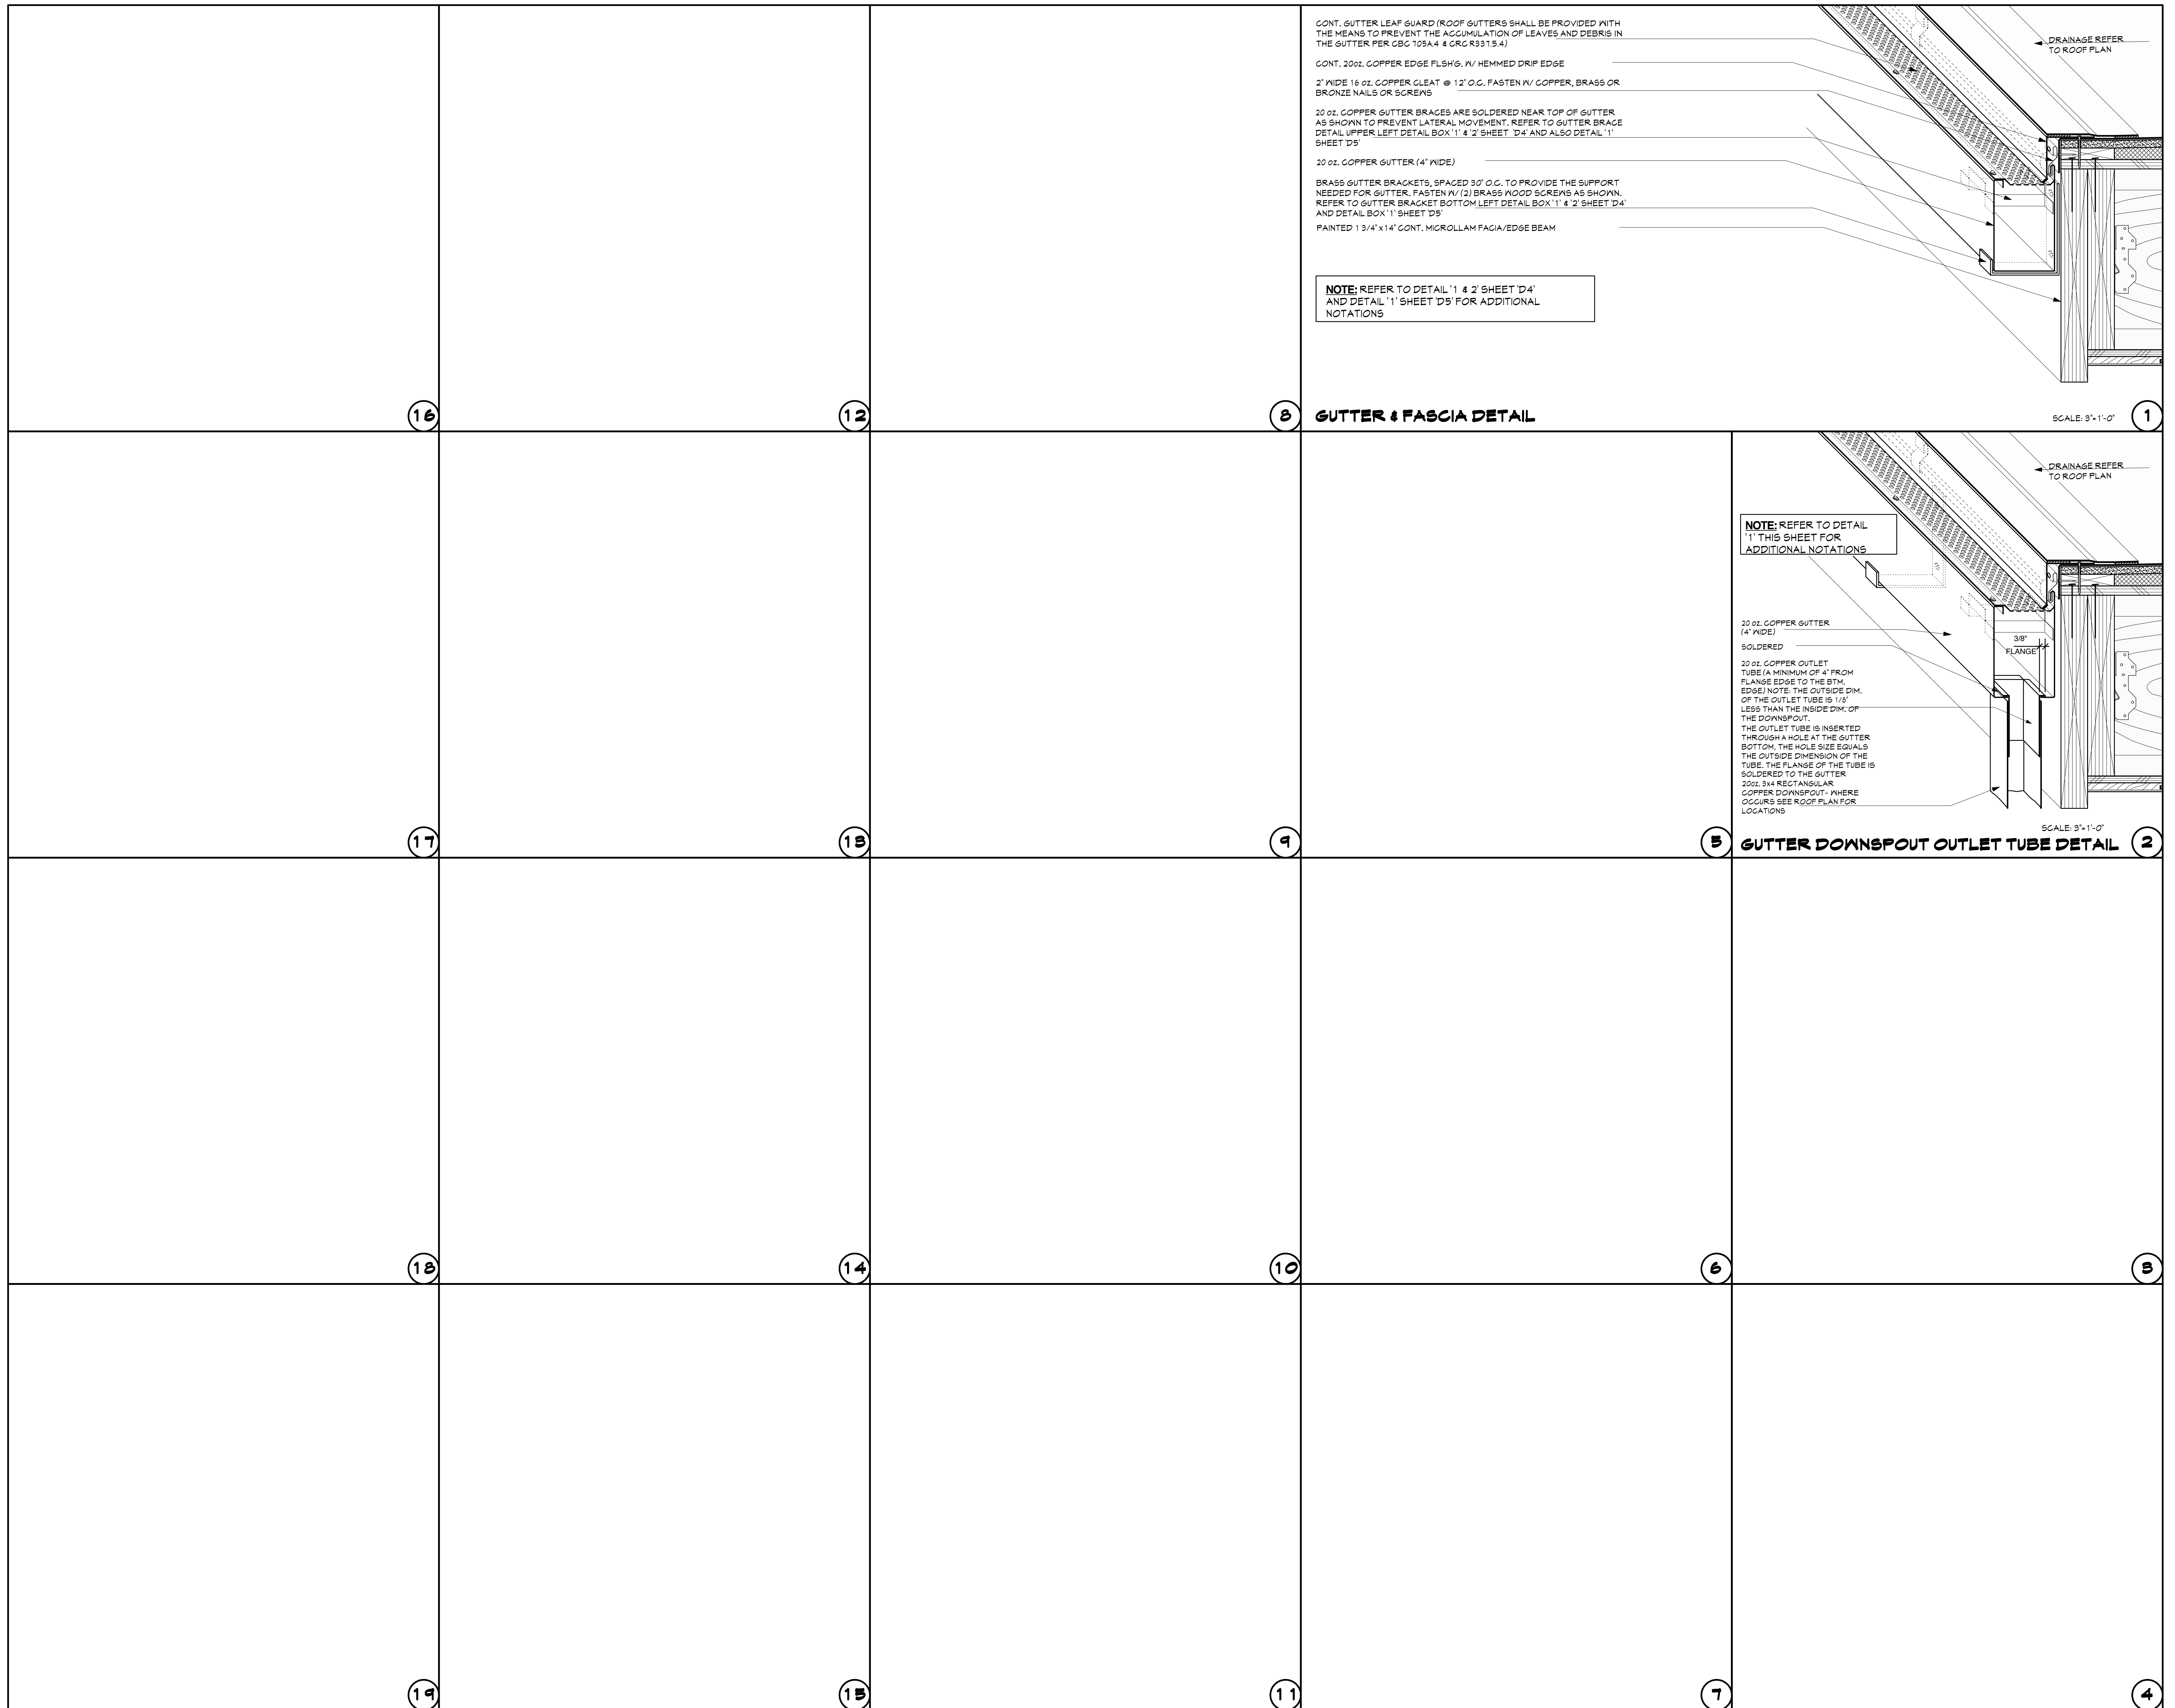 CONT. GUTTER LEAF GUARD (ROOF GUTTERS SHALL BE PROVIDED WITH
THE MEANS TO PREVENT THE ACCUMULATION OF LEAVES AND DEBRIS IN
THE GUTTER PER CBC 705A.4 & CRC R337.5.4)
CONT. 20oz. COPPER EDGE FLSH'G. W/ HEMMED DRIP EDGE
2" WIDE 16 oz. COPPER CLEAT @ 12" O.C. FASTEN W/ COPPER, BRASS OR
BRONZE NAILS OR SCREWS
20 oz. COPPER GUTTER BRACES ARE SOLDERED NEAR TOP OF GUTTER
AS SHOWN TO PREVENT LATERAL MOVEMENT. REFER TO GUTTER BRACE
DETAIL UPPER LEFT DETAIL BOX '1' & '2' SHEET 'D4' AND ALSO DETAIL '1'
SHEET 'D5'
20 oz. COPPER GUTTER (4" WIDE)
BRASS GUTTER BRACKETS, SPACED 30" O.C. TO PROVIDE THE SUPPORT
NEEDED FOR GUTTER. FASTEN W/ (2) BRASS WOOD SCREWS AS SHOWN.
REFER TO GUTTER BRACKET BOTTOM LEFT DETAIL BOX '1' & '2' SHEET 'D4'
AND DETAIL BOX '1' SHEET 'D5'
PAINTED 1 3/4" x 14" CONT. MICROLLAM FACIA/EDGE BEAM
NOTE: REFER TO DETAIL '1 & 2' SHEET 'D4'
AND DETAIL '1' SHEET 'D5' FOR ADDITIONAL
NOTATIONS
DRAINAGE REFER
TO ROOF PLAN
16
12
8
GUTTER & FASCIA DETAIL
SCALE: 3"=1'-0"
1
DRAINAGE REFER
TO ROOF PLAN
NOTE: REFER TO DETAIL
'1' THIS SHEET FOR
ADDITIONAL NOTATIONS
20 oz. COPPER GUTTER
(4" WIDE)
SOLDERED
20 oz. COPPER OUTLET
TUBE (A MINIMUM OF 4" FROM
FLANGE EDGE TO THE BTM.
EDGE) NOTE: THE OUTSIDE DIM.
OF THE OUTLET TUBE IS 1/8"
LESS THAN THE INSIDE DIM. OF
THE DOWNSPOUT.
THE OUTLET TUBE IS INSERTED
THROUGH A HOLE AT THE GUTTER
BOTTOM. THE HOLE SIZE EQUALS
THE OUTSIDE DIMENSION OF THE
TUBE. THE FLANGE OF THE TUBE IS
SOLDERED TO THE GUTTER
20oz. 3x4 RECTANGULAR
COPPER DOWNSPOUT- WHERE
OCCURS SEE ROOF PLAN FOR
LOCATIONS
3/8"
FLANGE
17
13
9
5
SCALE: 3"=1'-0"
GUTTER DOWNSPOUT OUTLET TUBE DETAIL
2
18
14
10
6
3
19
15
11
7
4